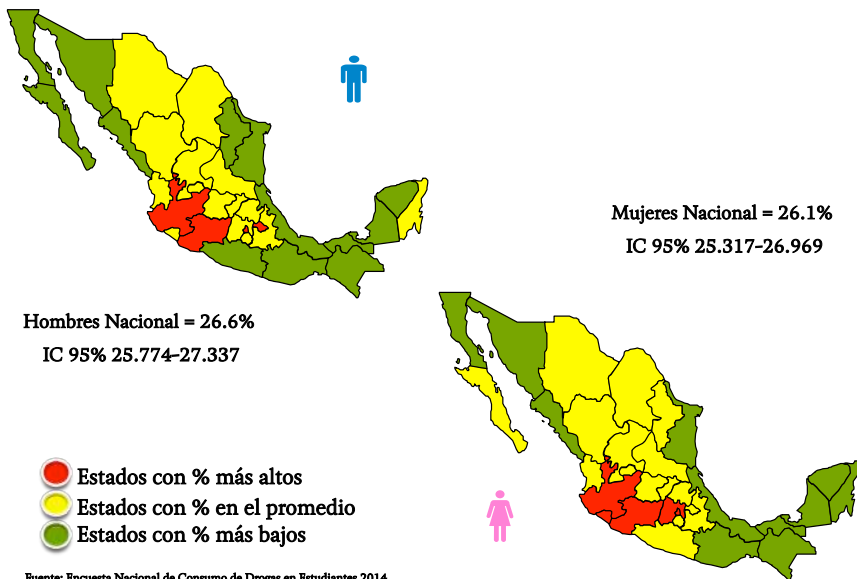 Mujeres Nacional = 26.1%
IC 95% 25.317-26.969
Hombres Nacional = 26.6%
IC 95% 25.774-27.337
Estados con % más altos
Estados con % en el promedio
Estados con % más bajos
Fuente: Encuesta Nacional de Consumo de Drogas en Estudiantes 2014